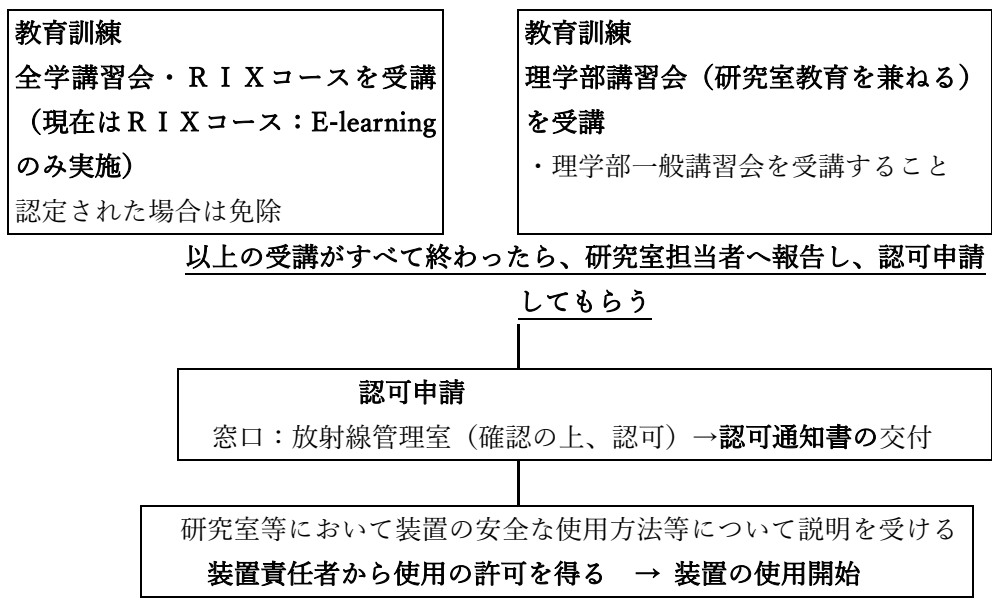 教育訓練
全学講習会・ＲＩＸコースを受講
（現在はＲＩＸコース：E-learning
のみ実施）
認定された場合は免除
教育訓練
理学部講習会（研究室教育を兼ねる）
を受講
・理学部一般講習会を受講すること
以上の受講がすべて終わったら、研究室担当者へ報告し、認可申請
してもらう
認可申請
窓口：放射線管理室（確認の上、認可）→認可通知書の交付
研究室等において装置の安全な使用方法等について説明を受ける
装置責任者から使用の許可を得る　→ 装置の使用開始